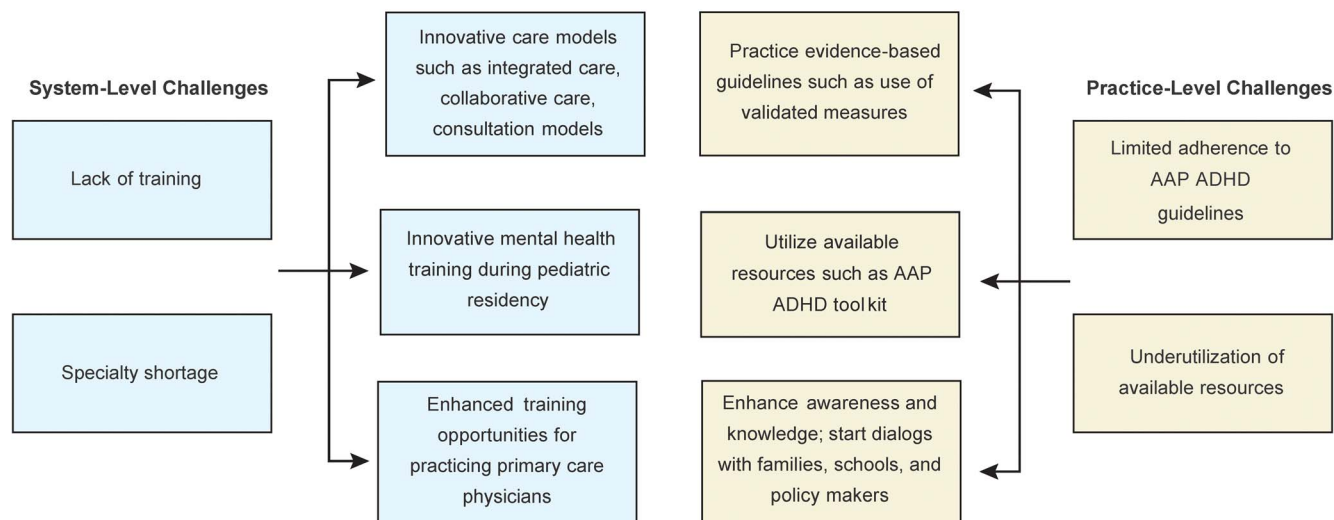 System-Level Challenges
Lack of training
Specialty shortage
Innovative care models
such as integrated care,
collaborative care,
consultation models
Innovative mental health
training during pediatric
residency
Enhanced training
opportunities for
practicing primary care
physicians
Practice evidence-based
guidelines such as use of
validated measures
Utilize available
resources such as AAP
ADHD toolkit
Enhance awareness and
knowledge; start dialogs
with families, schools, and
policy makers
Practice-Level Challenges
Limited adherence to
AAP ADHD
guidelines
Underutilization of
available resources